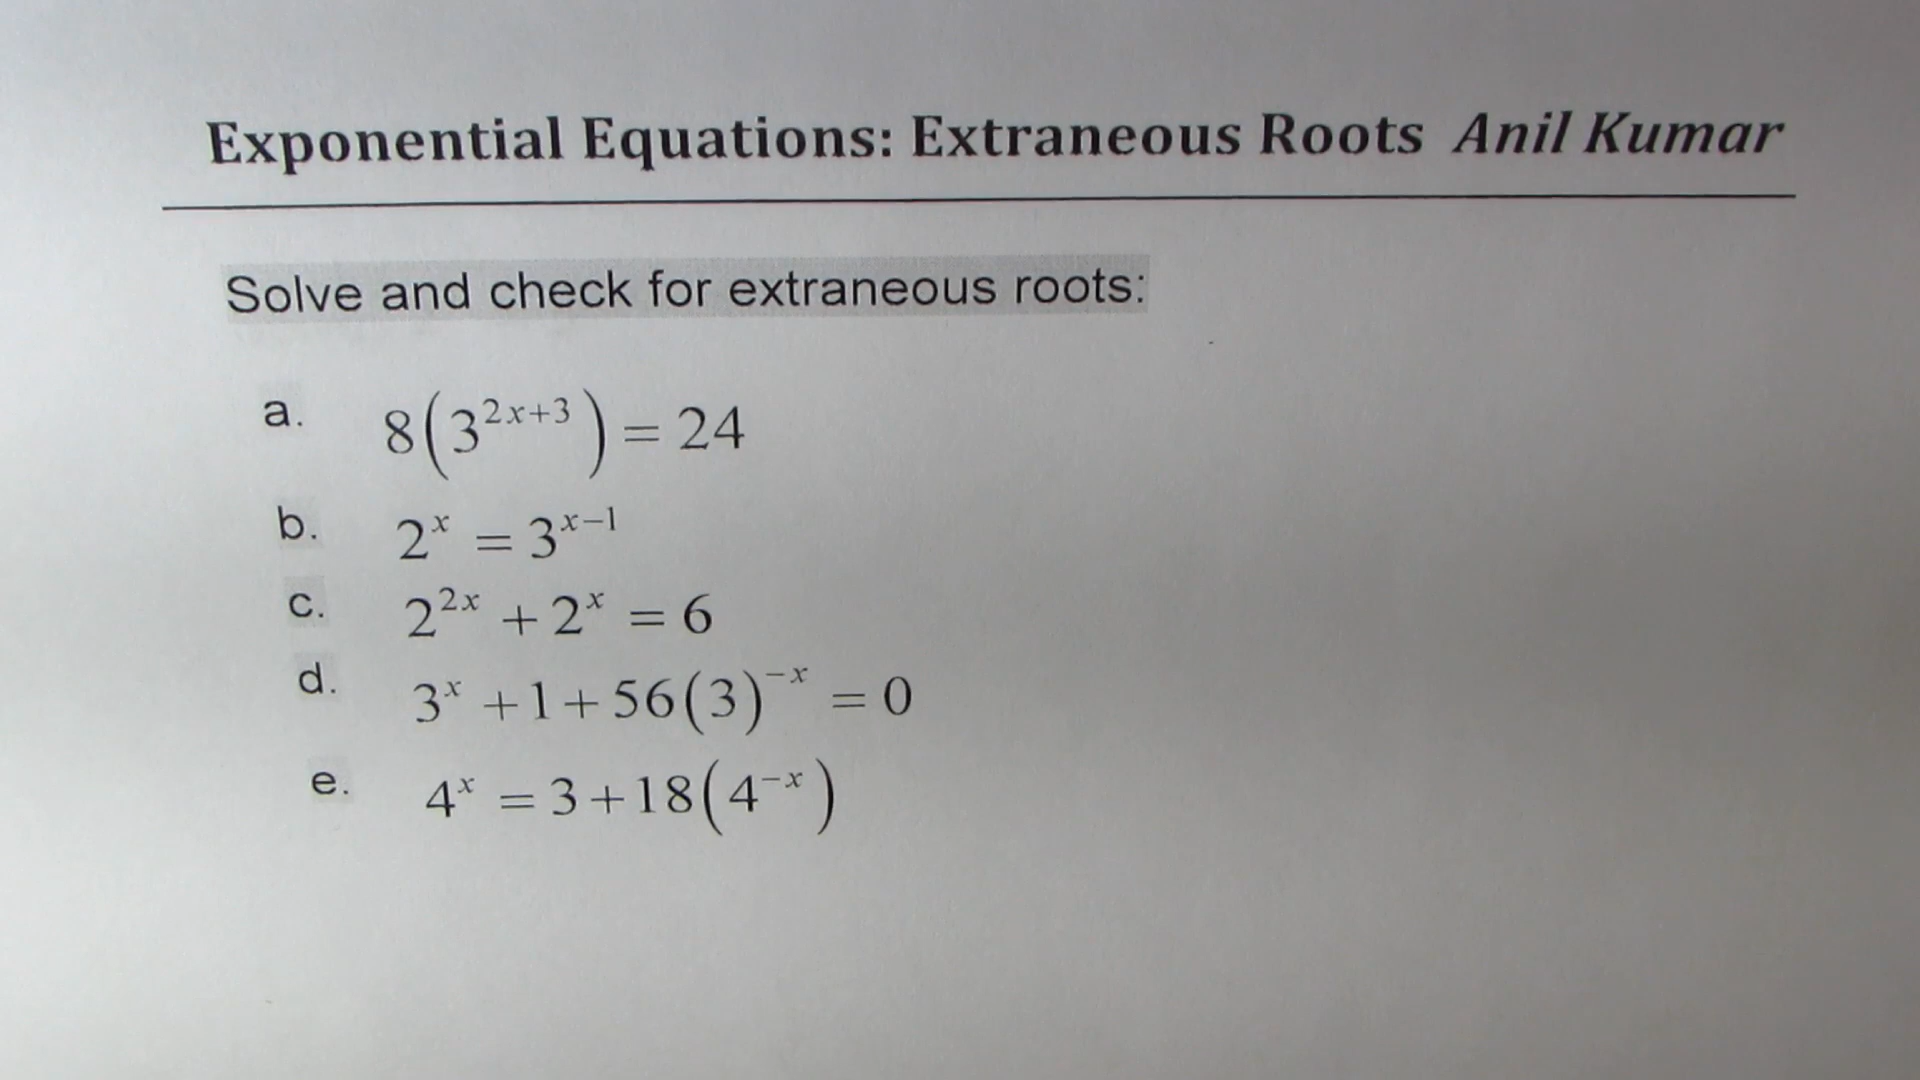 Exponential Equations: Extraneous Roots Anil Kumar
Solve and check for extraneous roots:
a. 8(3^{2x+3}) = 24
b. 2^x = 3^{x-1}
c. 2^{2x} + 2^x = 6
d. 3^x + 1 + 56(3)^{-x} = 0
e. 4^x = 3 + 18(4^{-x})